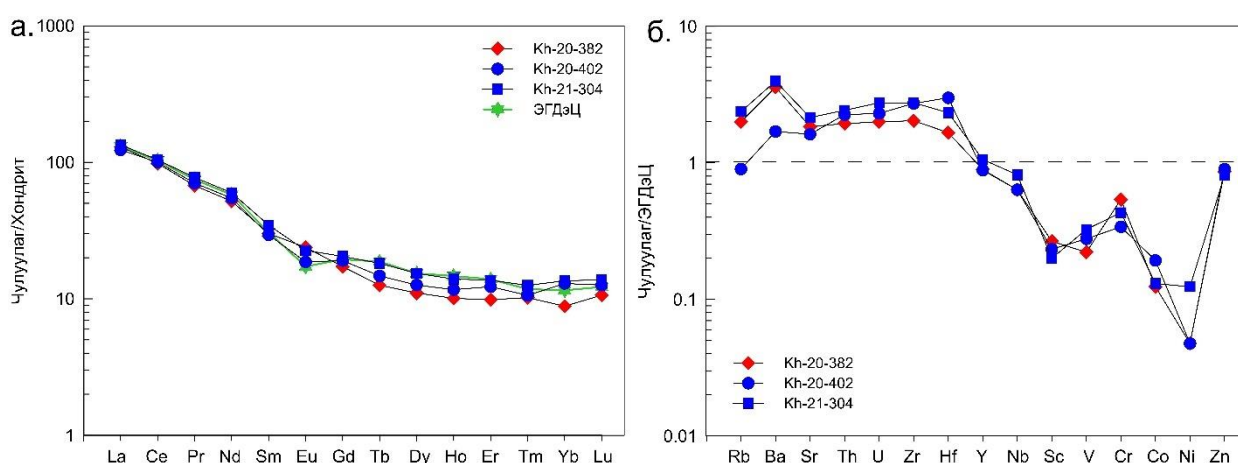 а.
Чулуулаг/Хондрит
1000
100
10
1
Kh-20-382
Kh-20-402
Kh-21-304
ЭГДэЦ
La Ce Pr Nd Sm Eu Gd Tb Dy Ho Er Tm Yb Lu
б.
Чулуулаг/ЭГДэЦ
10
1
0.1
0.01
Kh-20-382
Kh-20-402
Kh-21-304
Rb Ba Sr Th U Zr Hf Y Nb Sc V Cr Co Ni Zn